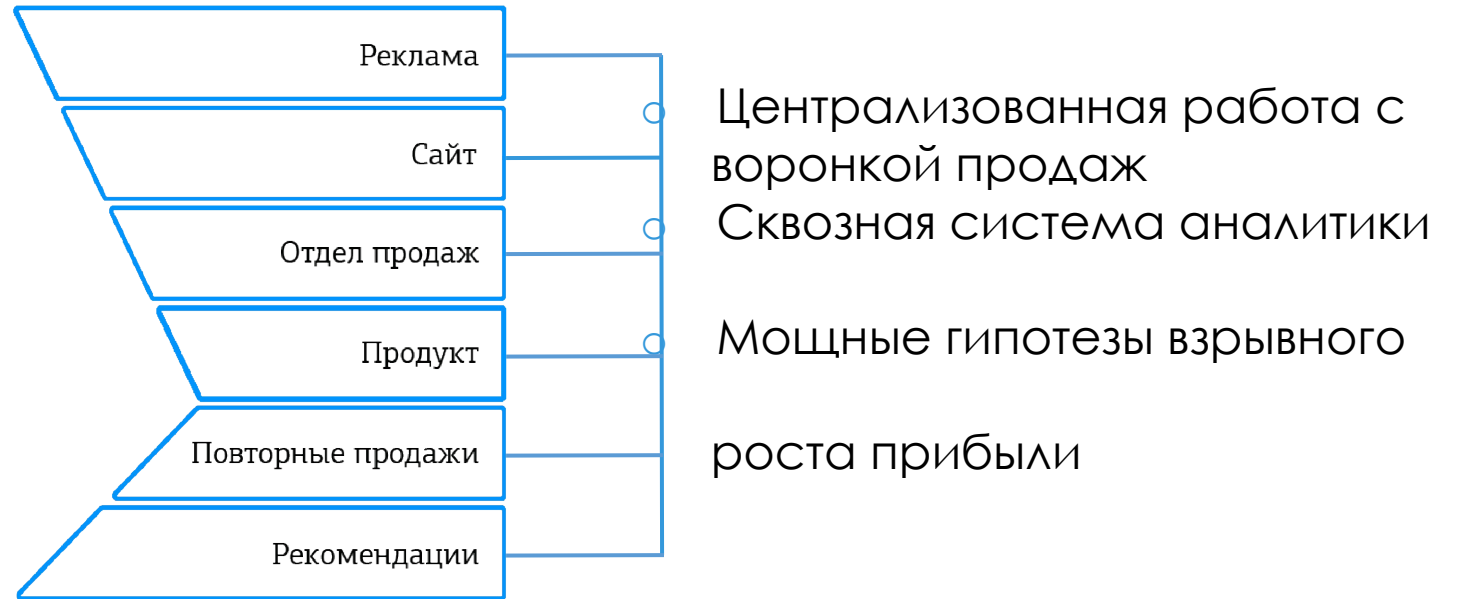 Реклама
Сайт
Отдел продаж
Продукт
Повторные продажи
Рекомендации
Централизованная работа с
воронкой продаж
Сквозная система аналитики
Мощные гипотезы взрывного
роста прибыли